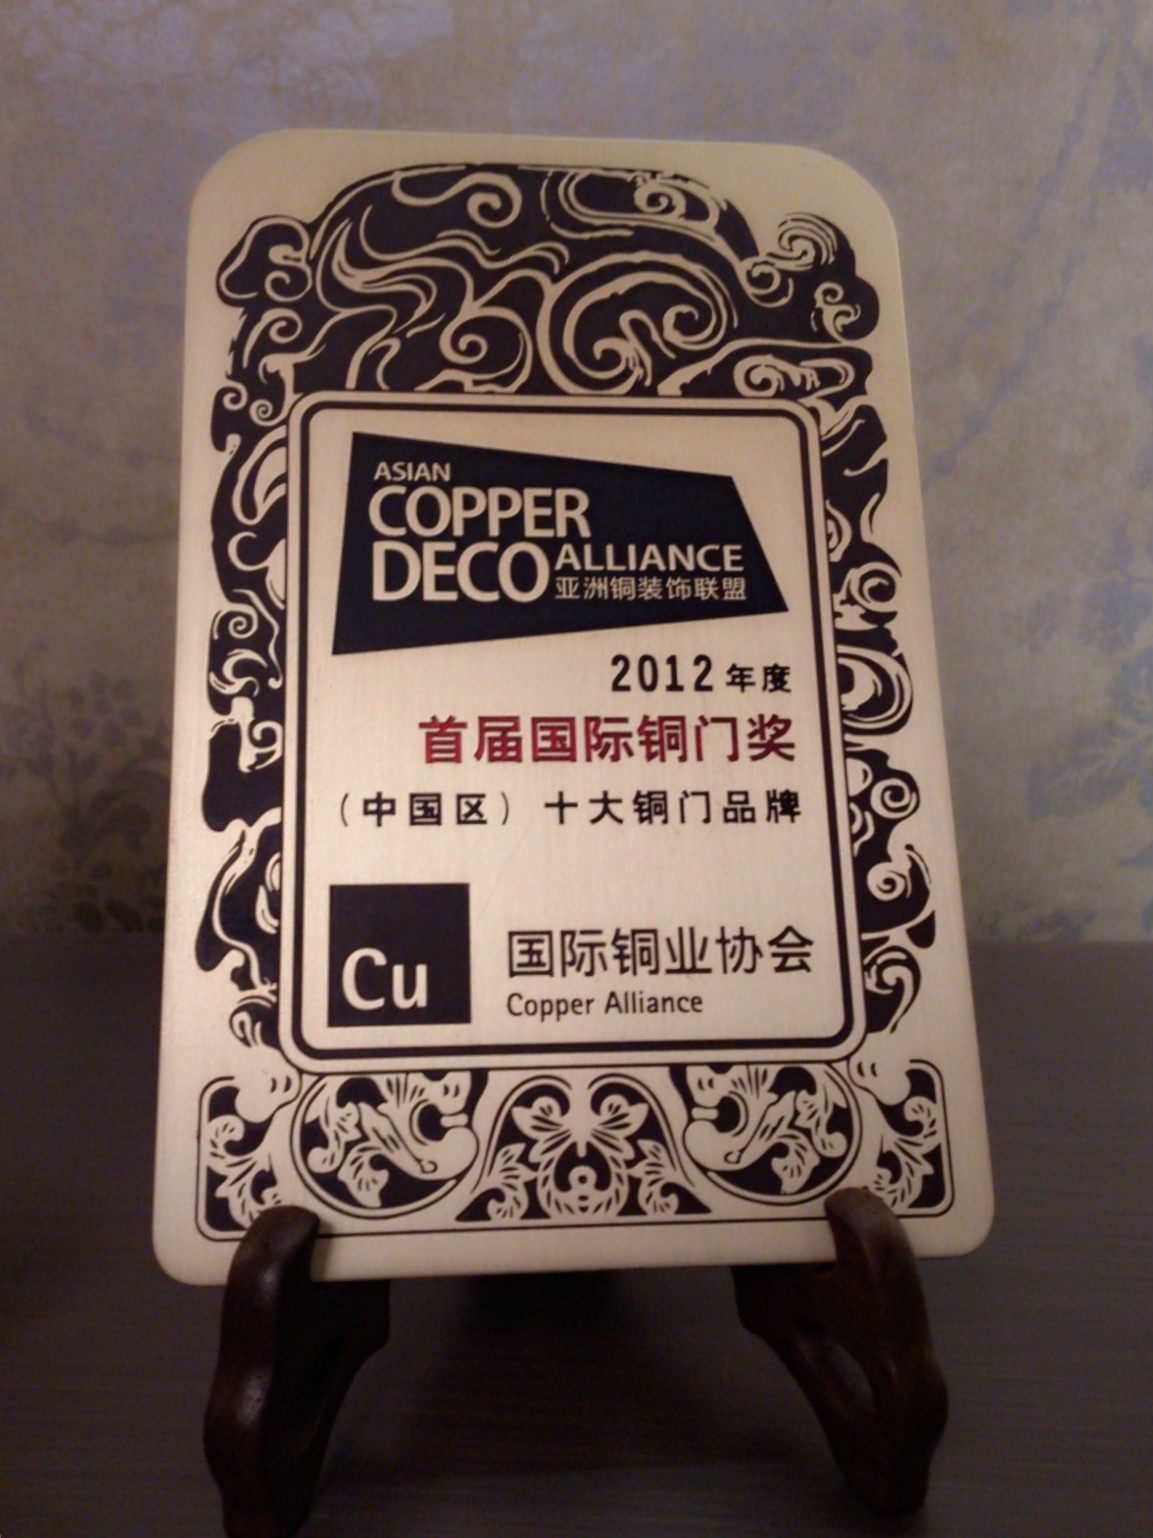 ASIAN
COPPER
DECO ALLIANCE
亚洲铜装饰联盟
2012年度
首届国际铜门奖
（中国区） 十大铜门品牌
Cu
国际铜业协会
Copper Alliance